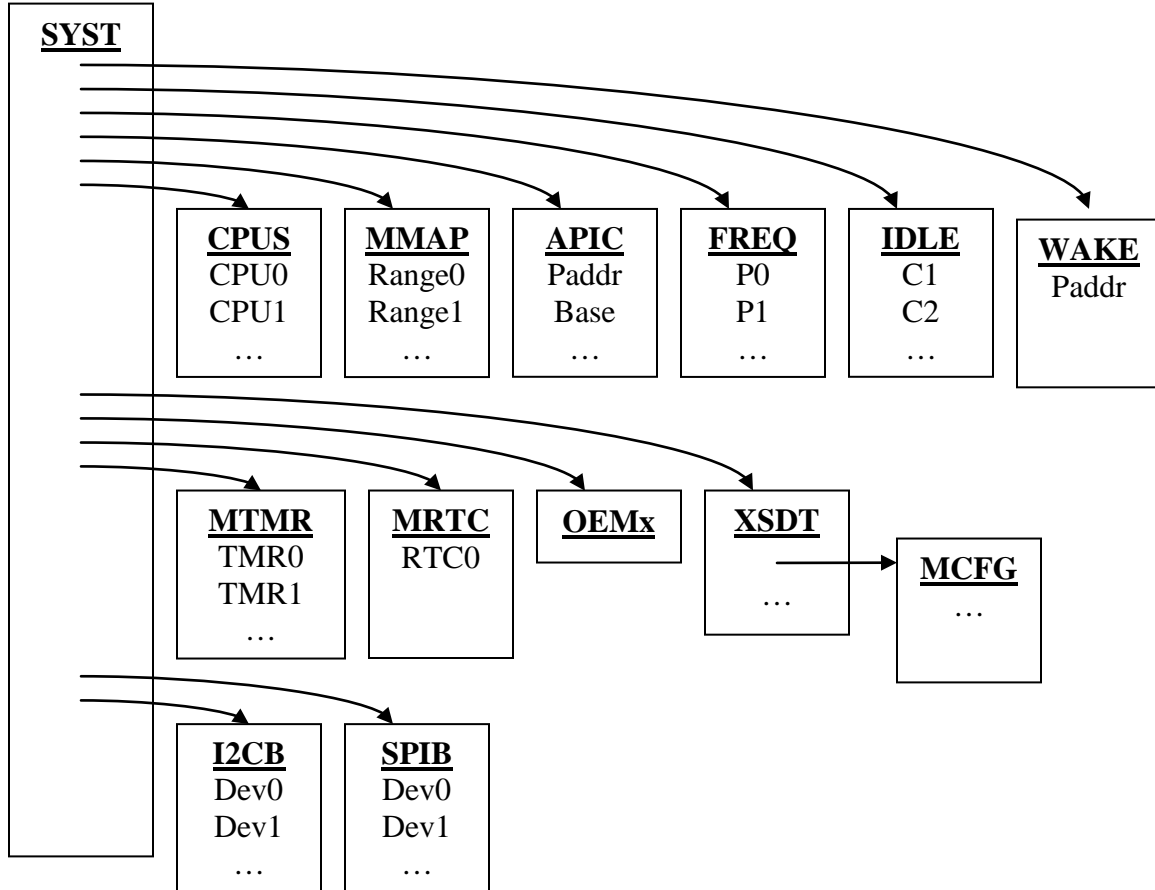 SYST
CPUS
CPU0
CPU1
…
MMAP
Range0
Range1
…
APIC
Paddr
Base
…
FREQ
P0
P1
…
IDLE
C1
C2
…
WAKE
Paddr
MTMR
TMR0
TMR1
…
MRTC
RTC0
OEMx
XSDT
…
MCFG
…
I2CB
Dev0
Dev1
…
SPIB
Dev0
Dev1
…